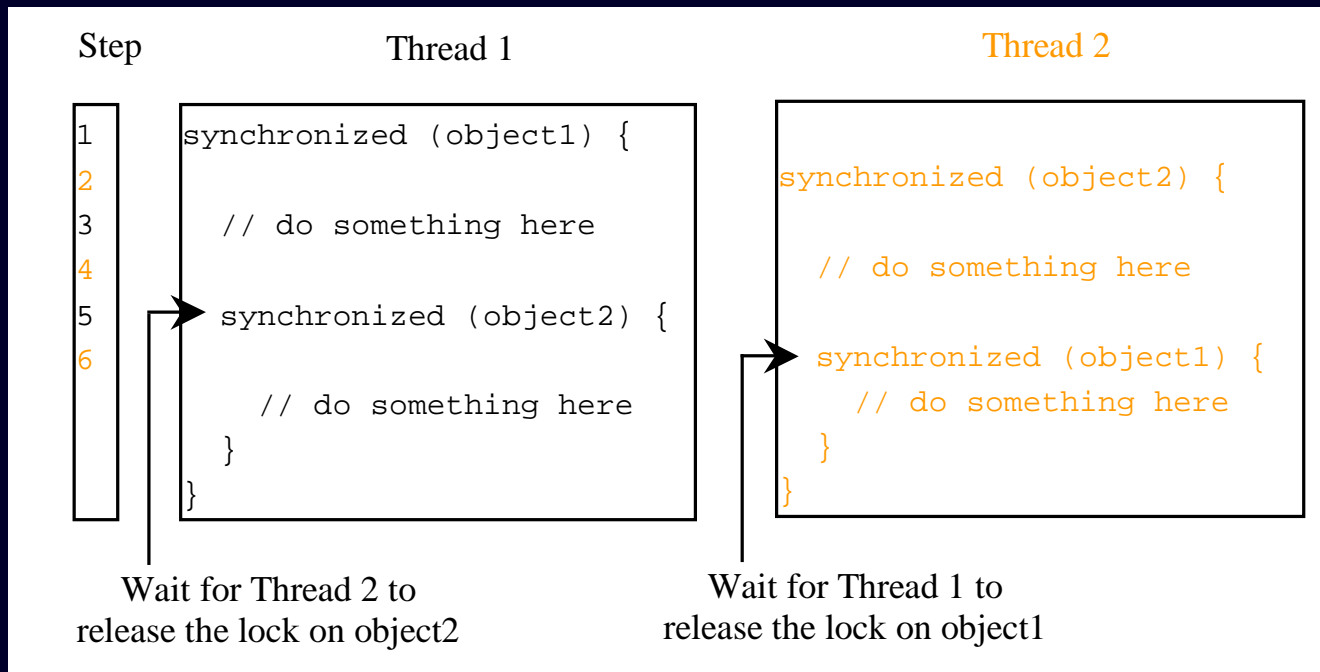 Step
Thread 1
Thread 2
1
2
3
4
5
6
synchronized (object1) {
// do something here
synchronized (object2) {
// do something here
}
}
synchronized (object2) {
// do something here
synchronized (object1) {
// do something here
}
}
Wait for Thread 2 to
release the lock on object2
Wait for Thread 1 to
release the lock on object1